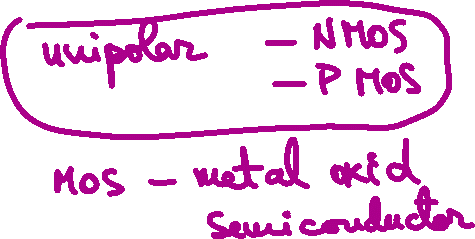 unipolar - NMOS
- PMOS
MOS - metal oxid
semiconductor